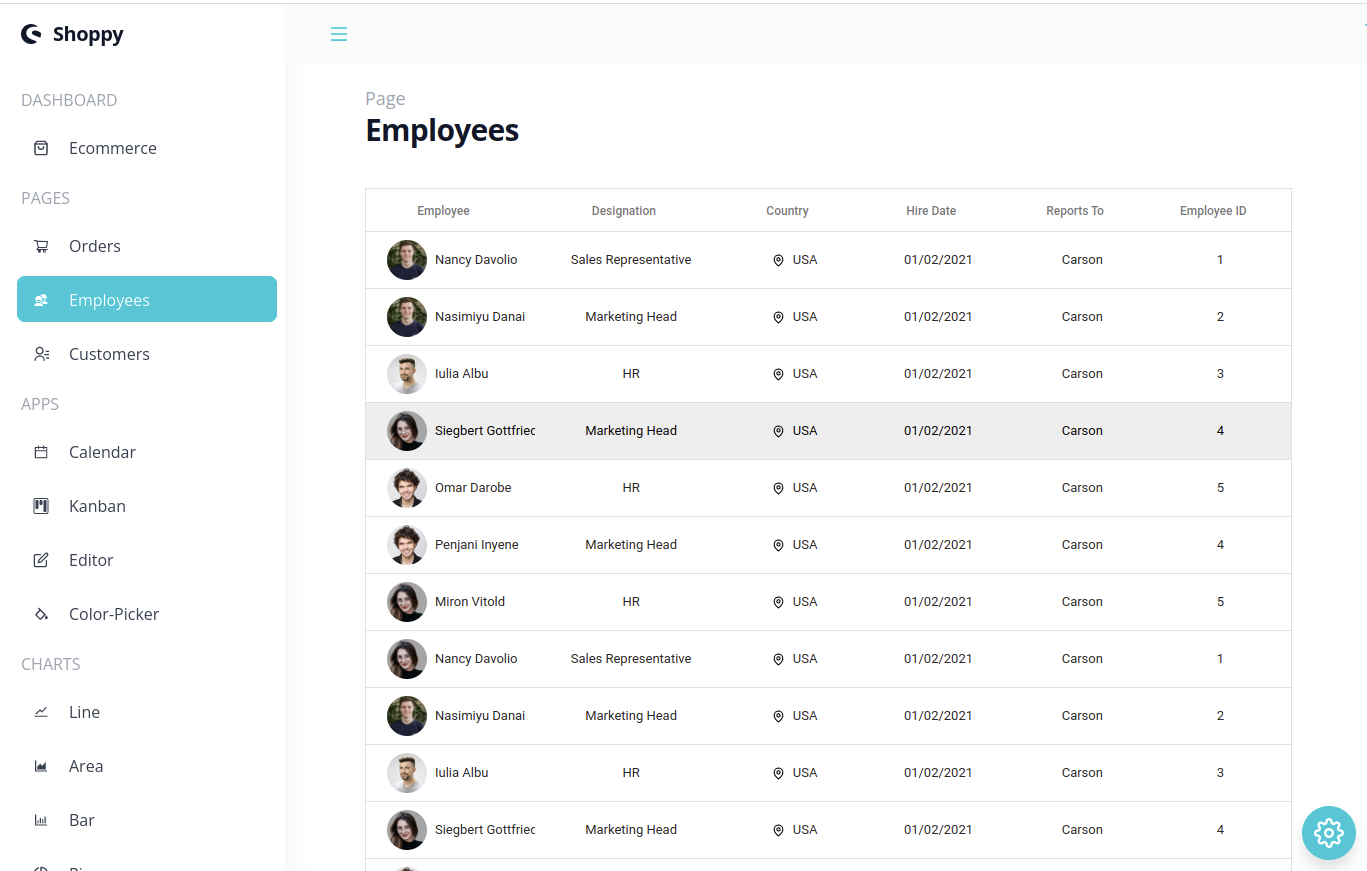 Shoppy
DASHBOARD
Ecommerce
PAGES
Orders
Employees
Customers
APPS
Calendar
Kanban
Editor
Color-Picker
CHARTS
Line
Area
Bar
Page
Employees
Employee Designation Country Hire Date Reports To Employee ID
Nancy Davolio Sales Representative USA 01/02/2021 Carson 1
Nasimiyu Danai Marketing Head USA 01/02/2021 Carson 2
Iulia Albu HR USA 01/02/2021 Carson 3
Siegbert Gottfried Marketing Head USA 01/02/2021 Carson 4
Omar Darobe HR USA 01/02/2021 Carson 5
Penjani Inyene Marketing Head USA 01/02/2021 Carson 4
Miron Vitold HR USA 01/02/2021 Carson 5
Nancy Davolio Sales Representative USA 01/02/2021 Carson 1
Nasimiyu Danai Marketing Head USA 01/02/2021 Carson 2
Iulia Albu HR USA 01/02/2021 Carson 3
Siegbert Gottfried Marketing Head USA 01/02/2021 Carson 4